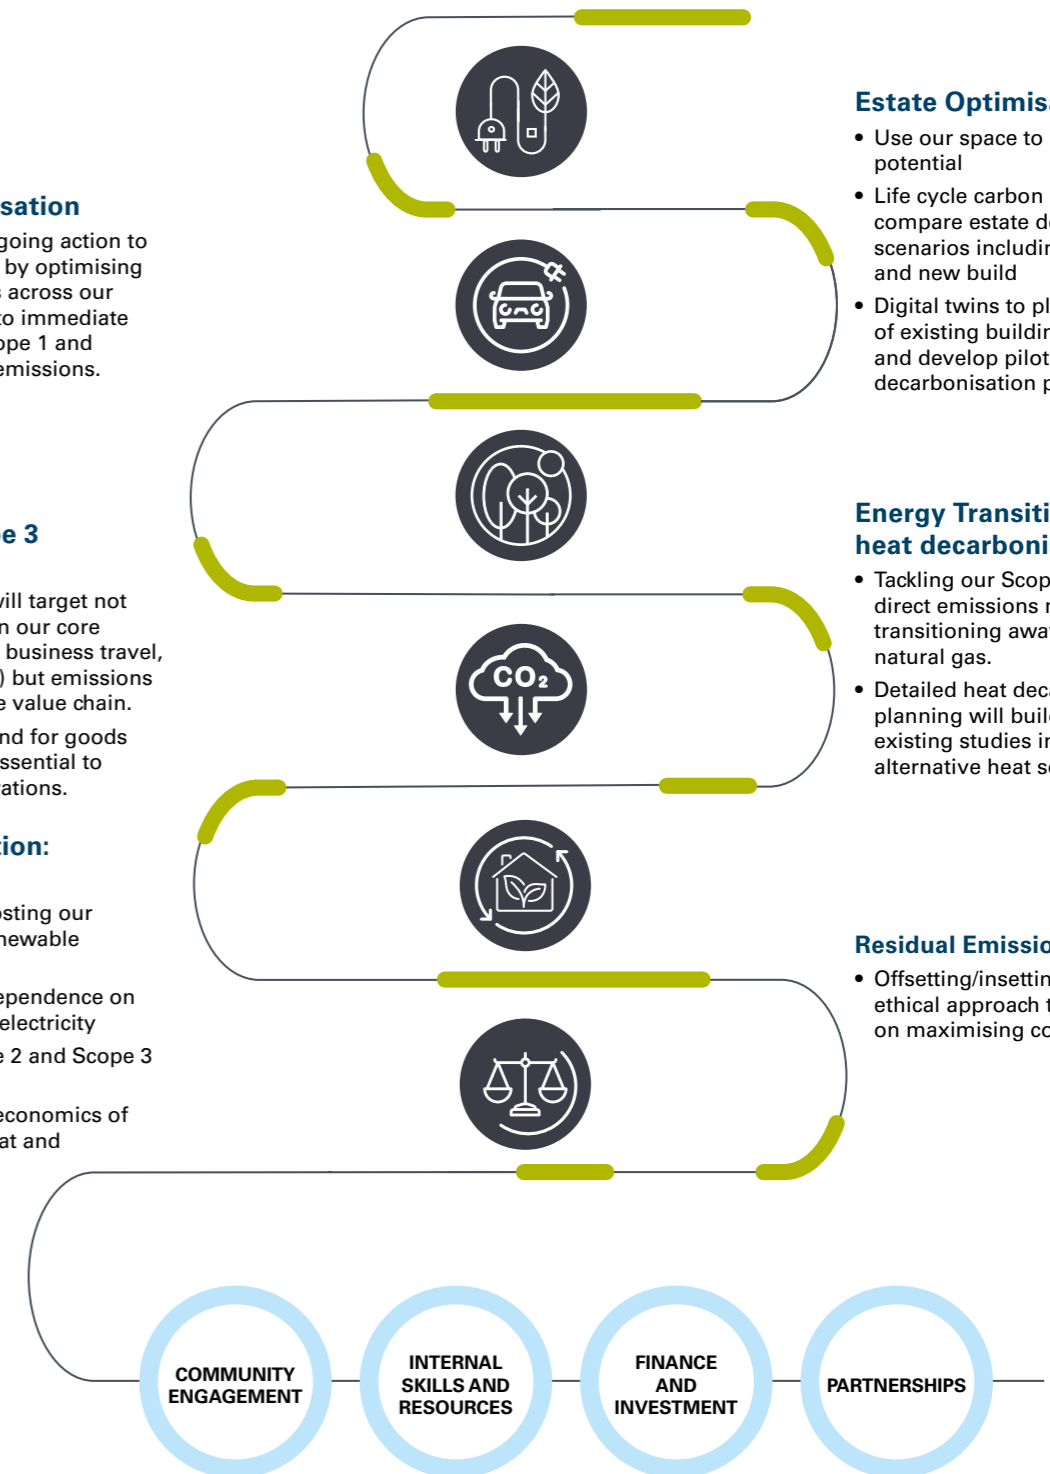 sation
going action to
by optimising
s across our
to immediate
ope 1 and
emissions.
e 3
will target not
n our core
business travel,
) but emissions
e value chain.
nd for goods
ssential to
rations.
tion:
osting our
newable
ependence on
electricity
e 2 and Scope 3
economics of
at and
CO₂
Estate Optimisa
• Use our space to
potential
• Life cycle carbon
compare estate de
scenarios includin
and new build
• Digital twins to pl
of existing buildin
and develop pilot
decarbonisation p
Energy Transiti
heat decarboni
• Tackling our Scop
direct emissions r
transitioning awa
natural gas.
• Detailed heat deca
planning will build
existing studies in
alternative heat so
Residual Emissio
• Offsetting/insettin
ethical approach t
on maximising co
COMMUNITY
ENGAGEMENT
INTERNAL
SKILLS AND
RESOURCES
FINANCE
AND
INVESTMENT
PARTNERSHIPS